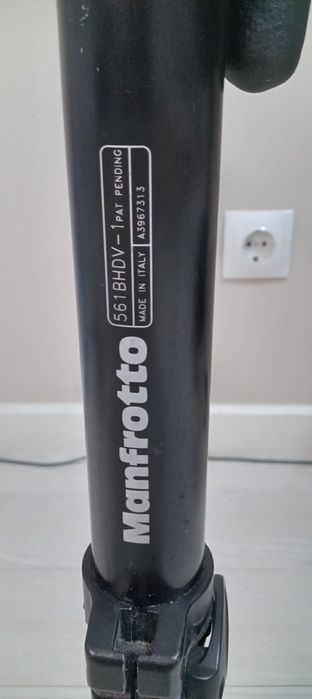 Manfrotto
561BHDV-1 PAT PENDING
MADE IN ITALY A3967313